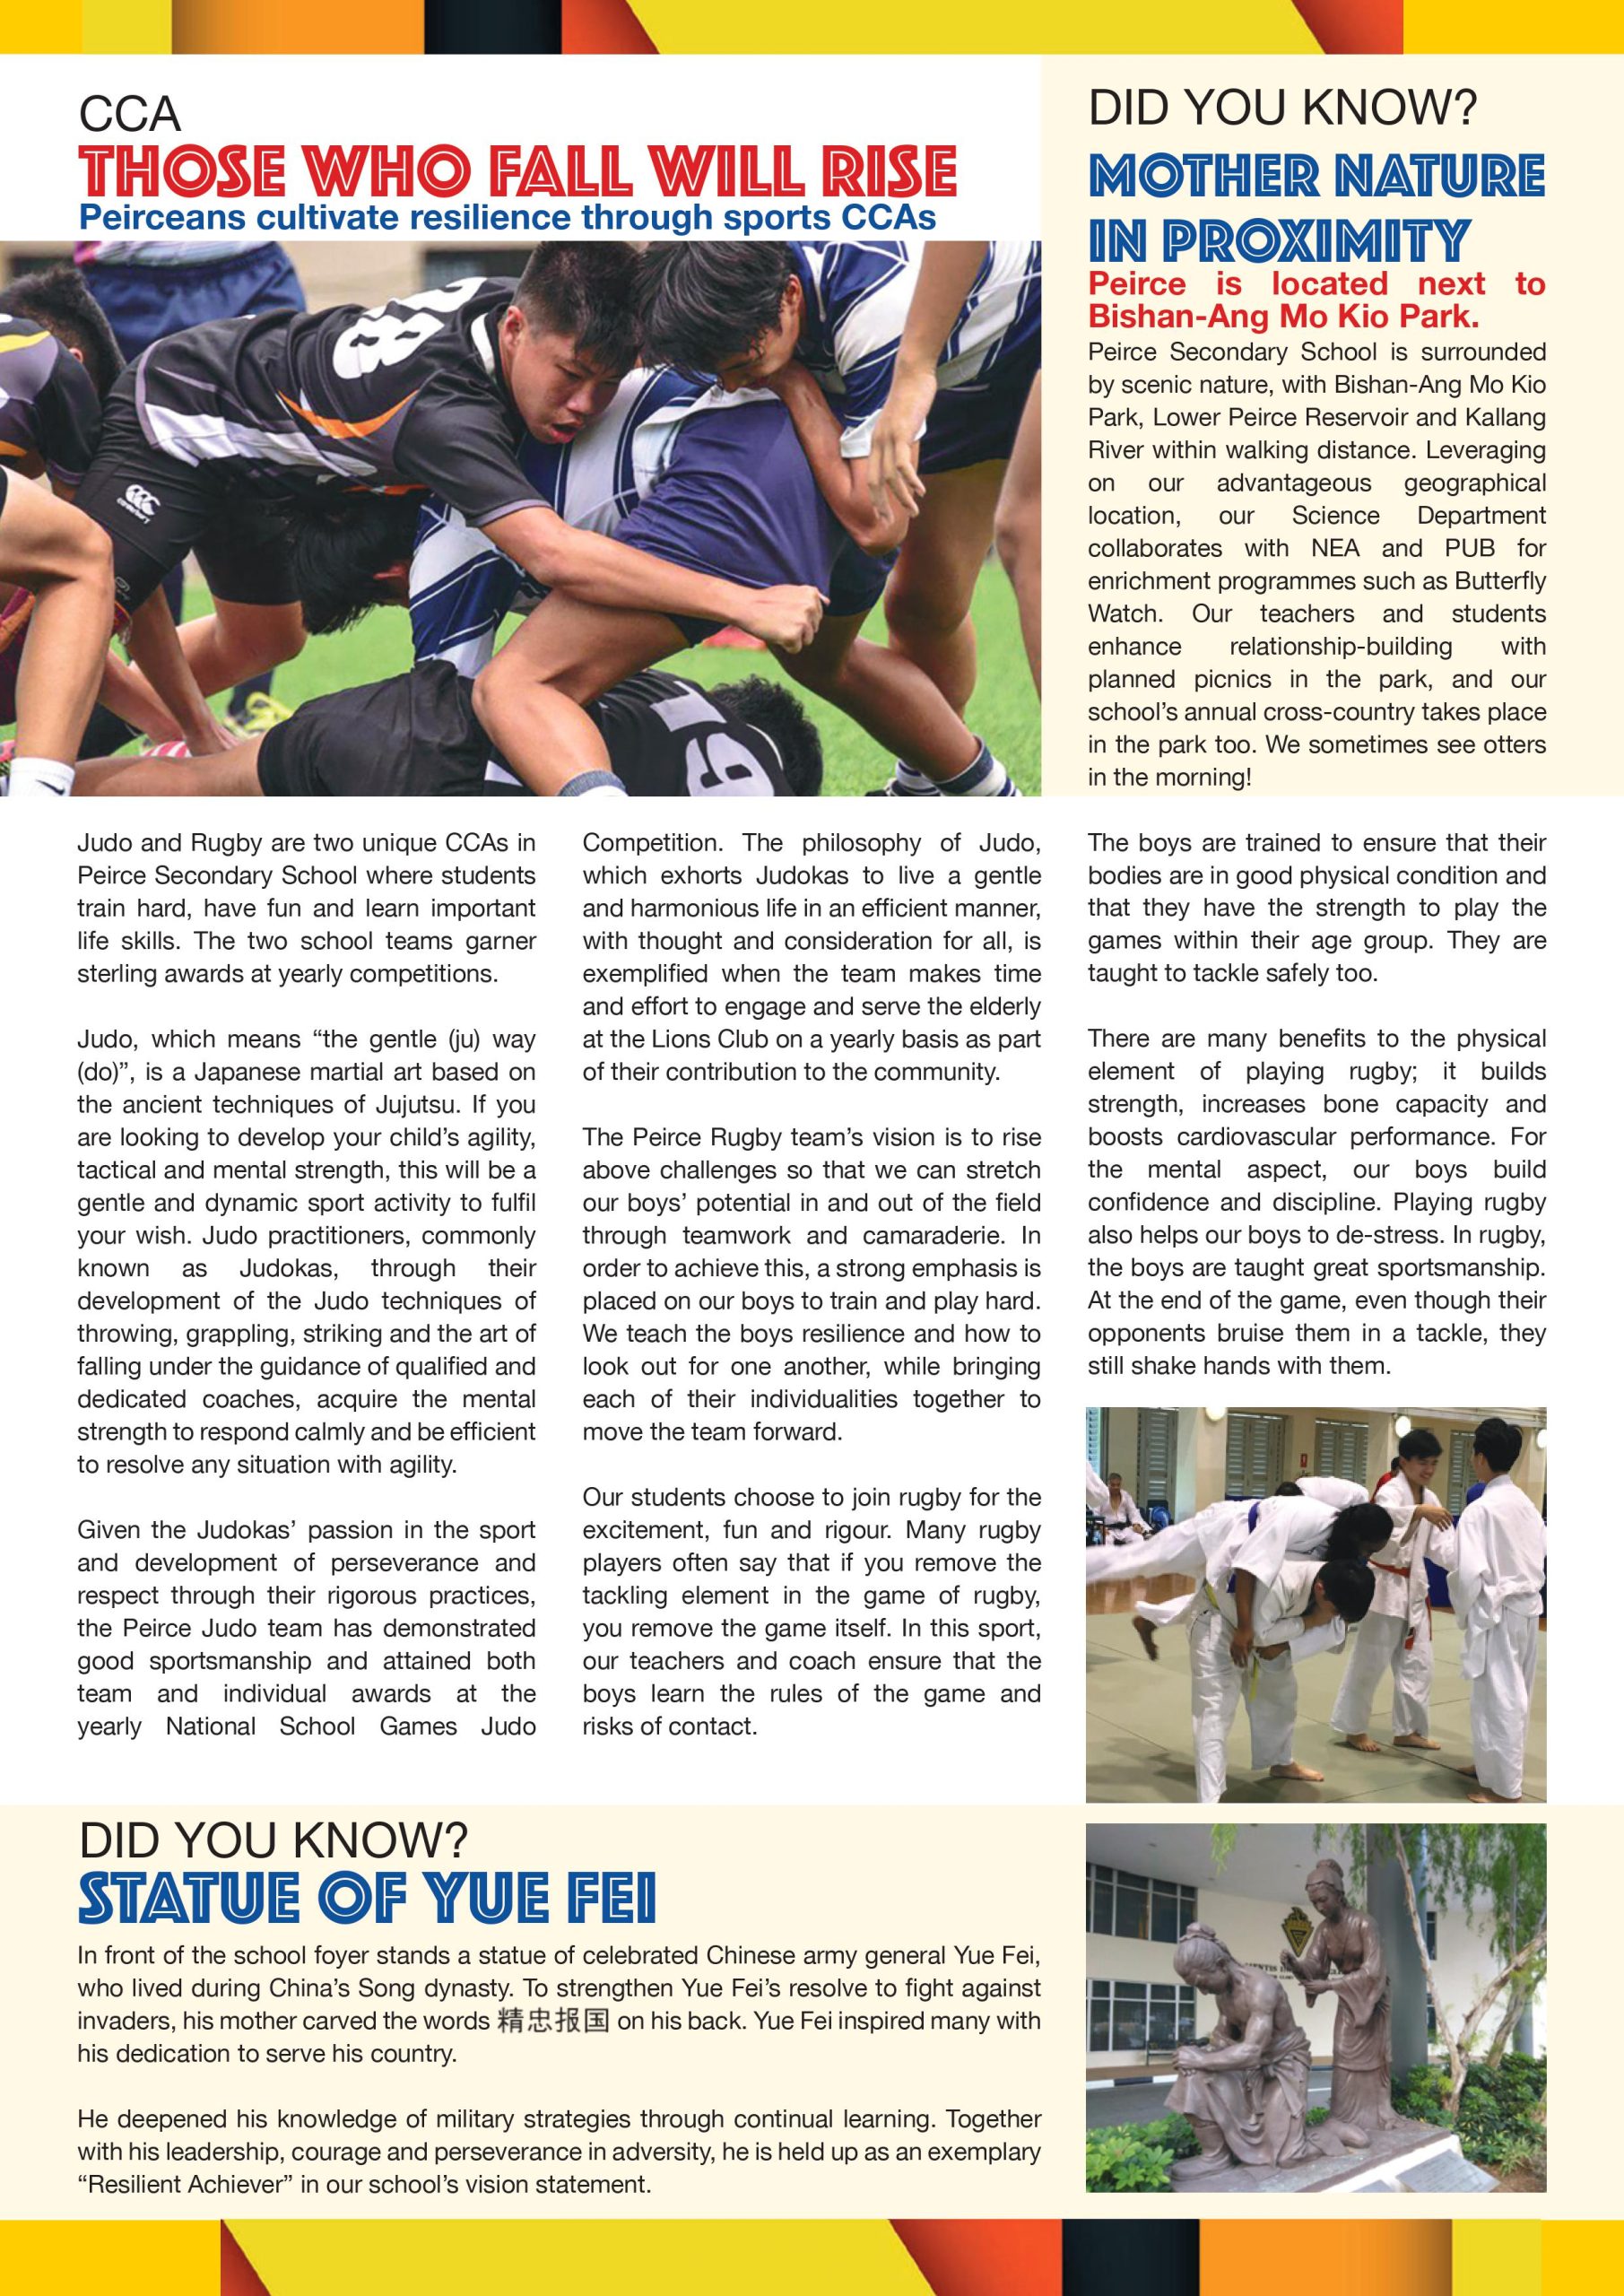 CCA
THOSE WHO FALL WILL RISE
Peirceans cultivate resilience through sports CCAs
DID YOU KNOW?
MOTHER NATURE
IN PROXIMITY
Peirce is located next to
Bishan-Ang Mo Kio Park.
Peirce Secondary School is surrounded
by scenic nature, with Bishan-Ang Mo Kio
Park, Lower Peirce Reservoir and Kallang
River within walking distance. Leveraging
on our advantageous geographical
location, our Science Department
collaborates with NEA and PUB for
enrichment programmes such as Butterfly
Watch. Our teachers and students
enhance relationship-building with
planned picnics in the park, and our
school's annual cross-country takes place
in the park too. We sometimes see otters
in the morning!
28
CCC
canterbury
19
Judo and Rugby are two unique CCAs in
Peirce Secondary School where students
train hard, have fun and learn important
life skills. The two school teams garner
sterling awards at yearly competitions.
Judo, which means “the gentle (ju) way
(do)”, is a Japanese martial art based on
the ancient techniques of Jujutsu. If you
are looking to develop your child's agility,
tactical and mental strength, this will be a
gentle and dynamic sport activity to fulfil
your wish. Judo practitioners, commonly
known as Judokas, through their
development of the Judo techniques of
throwing, grappling, striking and the art of
falling under the guidance of qualified and
dedicated coaches, acquire the mental
strength to respond calmly and be efficient
to resolve any situation with agility.
Given the Judokas' passion in the sport
and development of perseverance and
respect through their rigorous practices,
the Peirce Judo team has demonstrated
good sportsmanship and attained both
team and individual awards at the
yearly National School Games Judo
Competition. The philosophy of Judo,
which exhorts Judokas to live a gentle
and harmonious life in an efficient manner,
with thought and consideration for all, is
exemplified when the team makes time
and effort to engage and serve the elderly
at the Lions Club on a yearly basis as part
of their contribution to the community.
The Peirce Rugby team's vision is to rise
above challenges so that we can stretch
our boys' potential in and out of the field
through teamwork and camaraderie. In
order to achieve this, a strong emphasis is
placed on our boys to train and play hard.
We teach the boys resilience and how to
look out for one another, while bringing
each of their individualities together to
move the team forward.
Our students choose to join rugby for the
excitement, fun and rigour. Many rugby
players often say that if you remove the
tackling element in the game of rugby,
you remove the game itself. In this sport,
our teachers and coach ensure that the
boys learn the rules of the game and
risks of contact.
The boys are trained to ensure that their
bodies are in good physical condition and
that they have the strength to play the
games within their age group. They are
taught to tackle safely too.
There are many benefits to the physical
element of playing rugby; it builds
strength, increases bone capacity and
boosts cardiovascular performance. For
the mental aspect, our boys build
confidence and discipline. Playing rugby
also helps our boys to de-stress. In rugby,
the boys are taught great sportsmanship.
At the end of the game, even though their
opponents bruise them in a tackle, they
still shake hands with them.
DID YOU KNOW?
STATUE OF YUE FEI
In front of the school foyer stands a statue of celebrated Chinese army general Yue Fei,
who lived during China's Song dynasty. To strengthen Yue Fei's resolve to fight against
invaders, his mother carved the words 精忠报国 on his back. Yue Fei inspired many with
his dedication to serve his country.
He deepened his knowledge of military strategies through continual learning. Together
with his leadership, courage and perseverance in adversity, he is held up as an exemplary
“Resilient Achiever” in our school's vision statement.